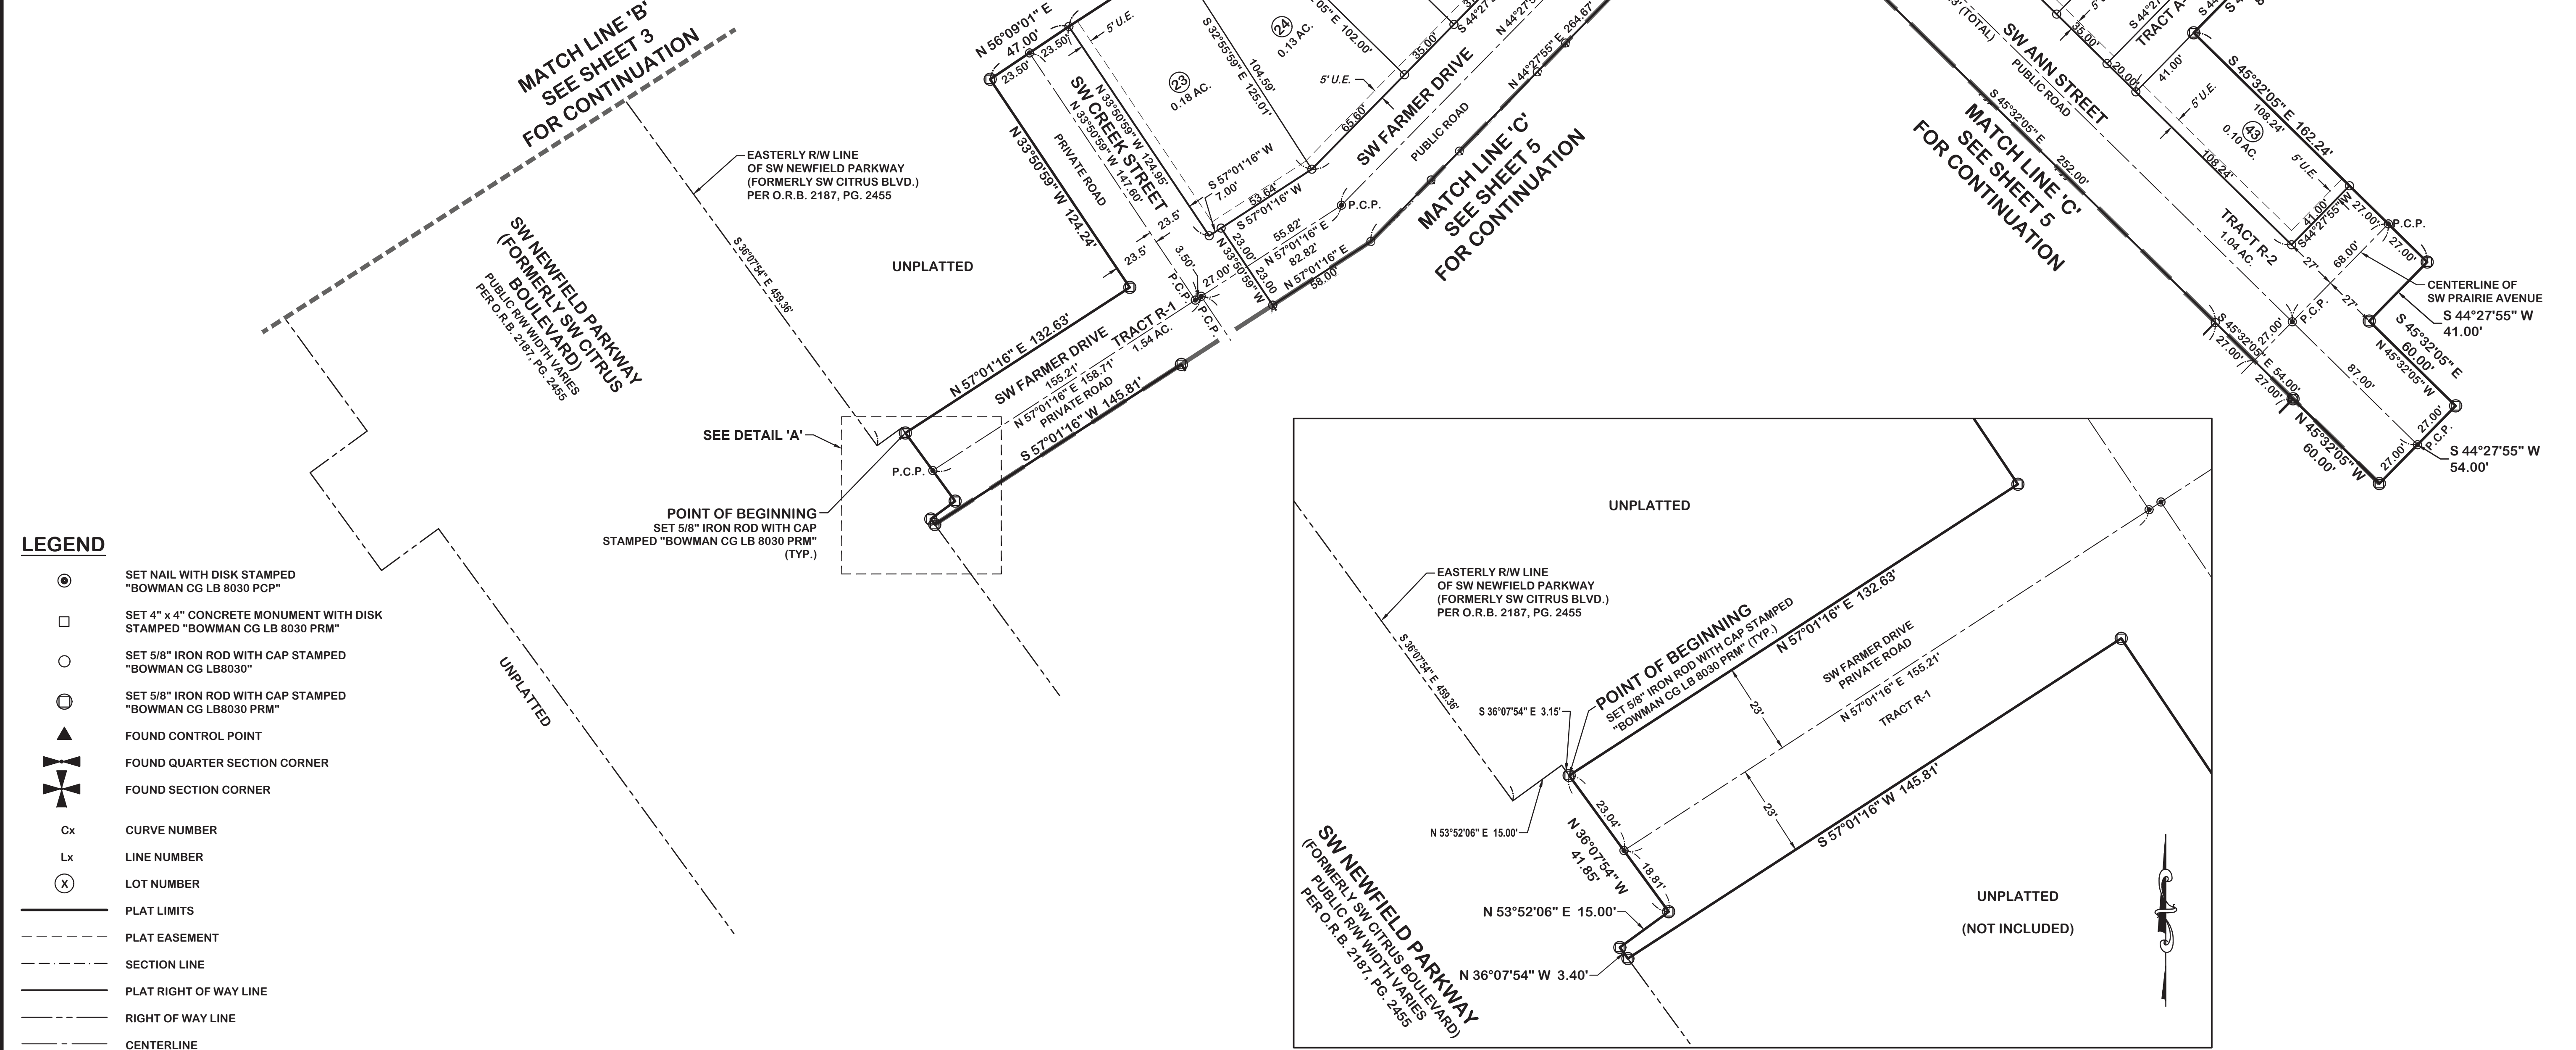 MATCH LINE 'B'
SEE SHEET 3
FOR CONTINUATION
EASTERLY R/W LINE
OF SW NEWFIELD PARKWAY
(FORMERLY SW CITRUS BLVD.)
PER O.R.B. 2187, PG. 2455
S 36°07'54" E 459.36'
SW NEWFIELD PARKWAY
(FORMERLY SW CITRUS
BOULEVARD)
PUBLIC R/W WIDTH VARIES
PER O.R.B. 2187, PG. 2455
UNPLATTED
UNPLATTED
N 56°09'01" E
47.00'
23.50'
23.50'
5' U.E.
N 33°50'59" W 124.24'
PRIVATE ROAD
SW CREEK STREET
N 33°50'59" W 147.60'
N 33°50'59" W 124.95'
23
0.18 AC.
S 32°55'59" E
104.59'
125.01'
24
0.13 AC.
102.00'
35.00'
5' U.E.
65.60'
S 57°01'16" W
7.00'
53.64'
S 57°01'16" W
23.5'
23.5'
3.50'
P.C.P.
P.C.P.
27.00'
23.00'
23.00
N 33°50'59" W
55.82'
N 57°01'16" E
82.82'
N 57°01'16" E
58.00'
P.C.P.
SW FARMER DRIVE
PUBLIC ROAD
N 44°27'55" E 264.67'
MATCH LINE 'C'
SEE SHEET 5
FOR CONTINUATION
N 57°01'16" E 132.63'
SW FARMER DRIVE
TRACT R-1
1.54 AC.
155.21'
N 57°01'16" E 158.71'
PRIVATE ROAD
S 57°01'16" W 145.81'
SEE DETAIL 'A'
P.C.P.
POINT OF BEGINNING
SET 5/8" IRON ROD WITH CAP
STAMPED "BOWMAN CG LB 8030 PRM"
(TYP.)
(TOTAL)
SW ANN STREET
PUBLIC ROAD
S 45°32'05" E
252.00'
MATCH LINE 'C'
SEE SHEET 5
FOR CONTINUATION
5' U.E.
35.00'
20.00'
41.00'
S 45°32'05" E 162.24'
108.24'
5' U.E.
43
0.10 AC.
5' U.E.
108.24'
41.00'
S44°27'55"W
27.00'
P.C.P.
27.00'
TRACT R-2
1.04 AC.
27'
68.00'
27'
CENTERLINE OF
SW PRAIRIE AVENUE
S 44°27'55" W
41.00'
P.C.P.
27.00'
S 45°32'05" E 54.00'
27.00'
27.00'
S 45°32'05" E
60.00'
N 45°32'05" W
87.00'
27.00'
P.C.P.
27.00'
N 45°32'05" W
60.00'
S 44°27'55" W
54.00'
LEGEND
SET NAIL WITH DISK STAMPED
"BOWMAN CG LB 8030 PCP"
SET 4" x 4" CONCRETE MONUMENT WITH DISK
STAMPED "BOWMAN CG LB 8030 PRM"
SET 5/8" IRON ROD WITH CAP STAMPED
"BOWMAN CG LB8030"
SET 5/8" IRON ROD WITH CAP STAMPED
"BOWMAN CG LB8030 PRM"
FOUND CONTROL POINT
FOUND QUARTER SECTION CORNER
FOUND SECTION CORNER
Cx CURVE NUMBER
Lx LINE NUMBER
X LOT NUMBER
PLAT LIMITS
PLAT EASEMENT
SECTION LINE
PLAT RIGHT OF WAY LINE
RIGHT OF WAY LINE
CENTERLINE
UNPLATTED
UNPLATTED
EASTERLY R/W LINE
OF SW NEWFIELD PARKWAY
(FORMERLY SW CITRUS BLVD.)
PER O.R.B. 2187, PG. 2455
S 36°07'54" E 459.36'
POINT OF BEGINNING
SET 5/8" IRON ROD WITH CAP STAMPED
"BOWMAN CG LB 8030 PRM" (TYP.)
N 57°01'16" E 132.63'
S 36°07'54" E 3.15'
23'
SW FARMER DRIVE
PRIVATE ROAD
N 57°01'16" E 155.21'
TRACT R-1
23'
S 57°01'16" W 145.81'
N 53°52'06" E 15.00'
23.04'
N 36°07'54" W
41.85'
18.81'
N 53°52'06" E 15.00'
N 36°07'54" W 3.40'
SW NEWFIELD PARKWAY
(FORMERLY SW CITRUS BOULEVARD)
PUBLIC R/W WIDTH VARIES
PER O.R.B. 2187, PG. 2455
UNPLATTED
(NOT INCLUDED)